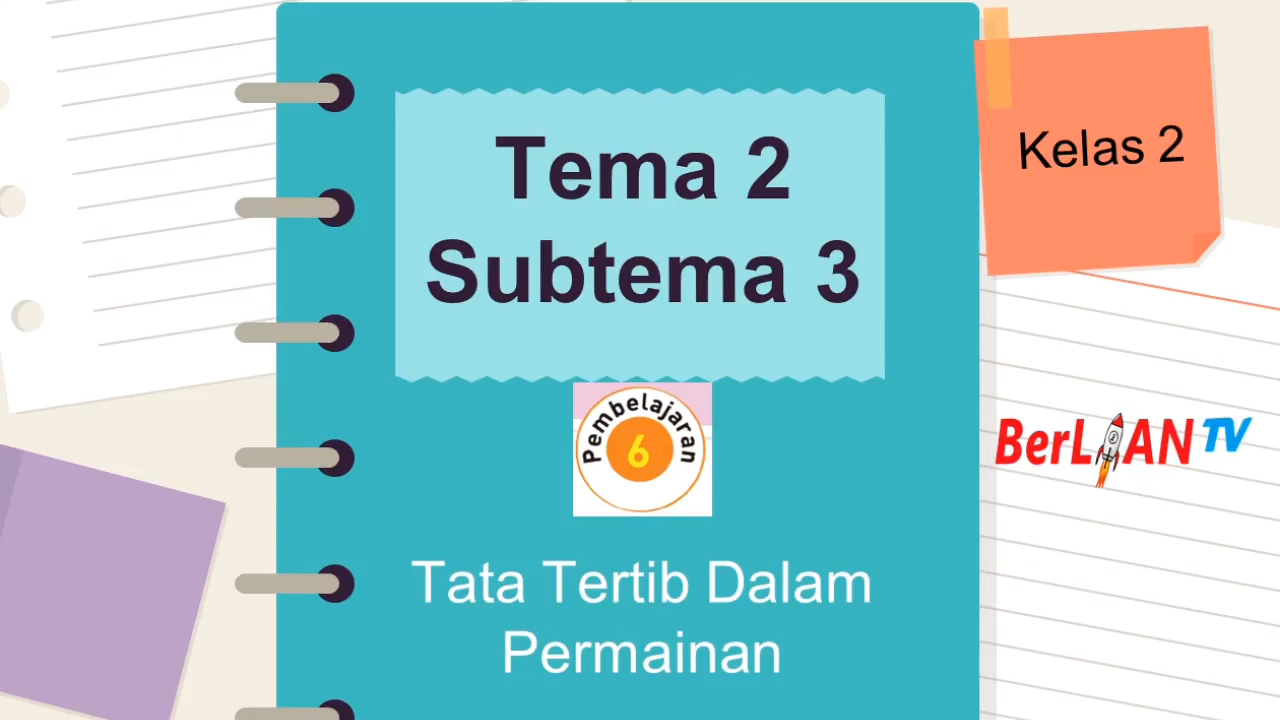 Tema 2
Subtema 3
Kelas 2
Pembelajaran
6
BerLIAN TV
Tata Tertib Dalam
Permainan